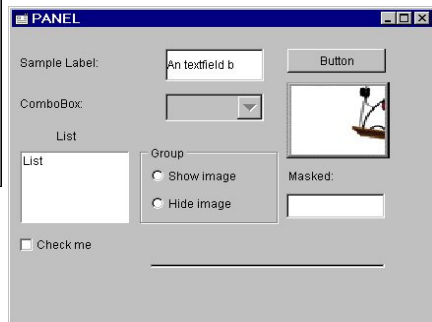 PANEL
Sample Label:
An textfield b
Button
ComboBox:
List
List
Group
Show image
Hide image
Masked:
Check me